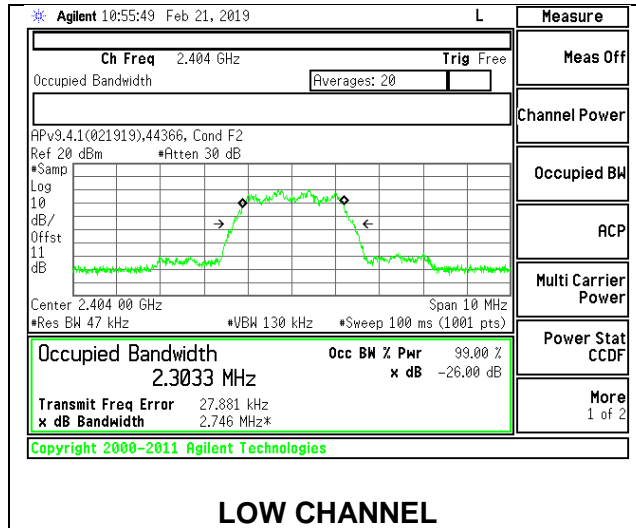 Agilent 10:55:49 Feb 21, 2019 L Measure
Ch Freq 2.404 GHz Trig Free
Occupied Bandwidth Averages: 20
Meas Off
Channel Power
Occupied BW
ACP
Multi Carrier
Power
Power Stat
CCDF
More
1 of 2
APv9.4.1(021919),44366, Cond F2
Ref 20 dBm #Atten 30 dB
#Samp
Log
10
dB/
Offst
11
dB
Center 2.404 00 GHz Span 10 MHz
#Res BW 47 kHz #VBW 130 kHz #Sweep 100 ms (1001 pts)
Occupied Bandwidth Occ BW % Pwr 99.00 %
2.3033 MHz x dB -26.00 dB
Transmit Freq Error 27.881 kHz
x dB Bandwidth 2.746 MHz*
Copyright 2000-2011 Agilent Technologies
LOW CHANNEL